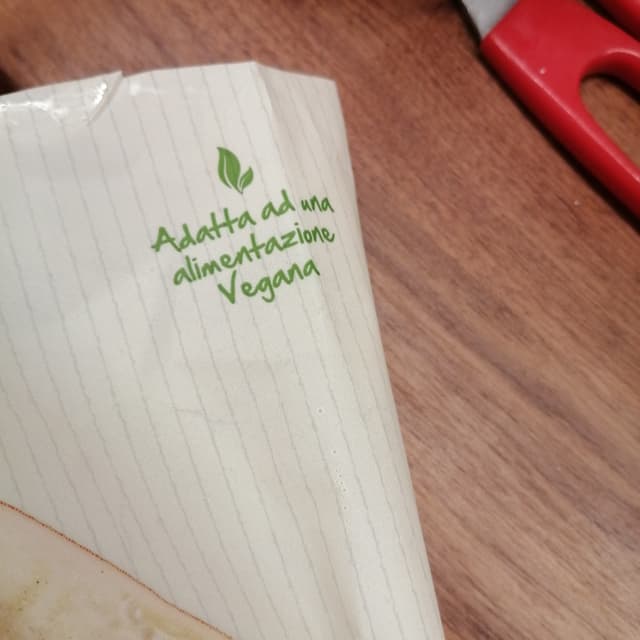 Adatta ad una
alimentazione
Vegana